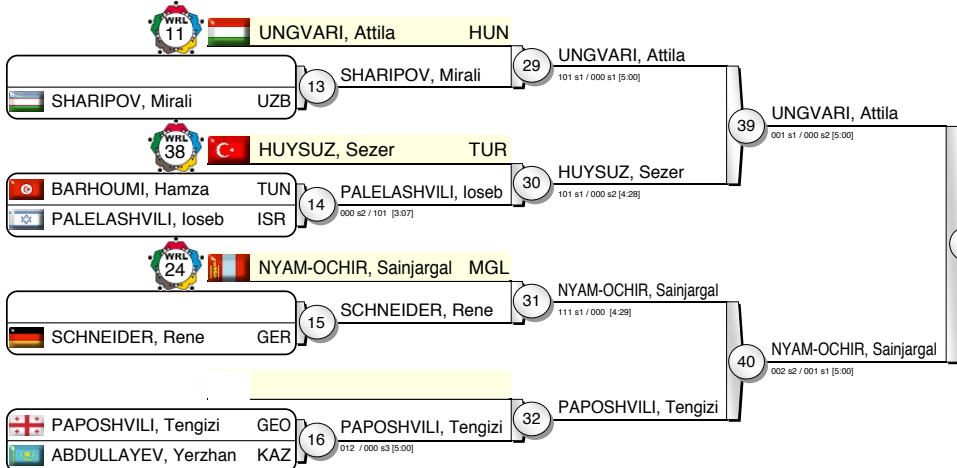 WRL
11
UNGVARI, Attila HUN
SHARIPOV, Mirali UZB
13
SHARIPOV, Mirali
29
UNGVARI, Attila
101 s1 / 000 s1 [5:00]
WRL
38
HUYSUZ, Sezer TUR
BARHOUMI, Hamza TUN
PALELASHVILI, Ioseb ISR
14
PALELASHVILI, Ioseb
000 s2 / 101 [3:07]
30
HUYSUZ, Sezer
101 s1 / 000 s2 [4:28]
39
UNGVARI, Attila
001 s1 / 000 s2 [5:00]
WRL
24
NYAM-OCHIR, Sainjargal MGL
SCHNEIDER, Rene GER
15
SCHNEIDER, Rene
31
NYAM-OCHIR, Sainjargal
111 s1 / 000 [4:29]
PAPOSHVILI, Tengizi GEO
ABDULLAYEV, Yerzhan KAZ
16
PAPOSHVILI, Tengizi
012 / 000 s3 [5:00]
32
PAPOSHVILI, Tengizi
40
NYAM-OCHIR, Sainjargal
002 s2 / 001 s1 [5:00]